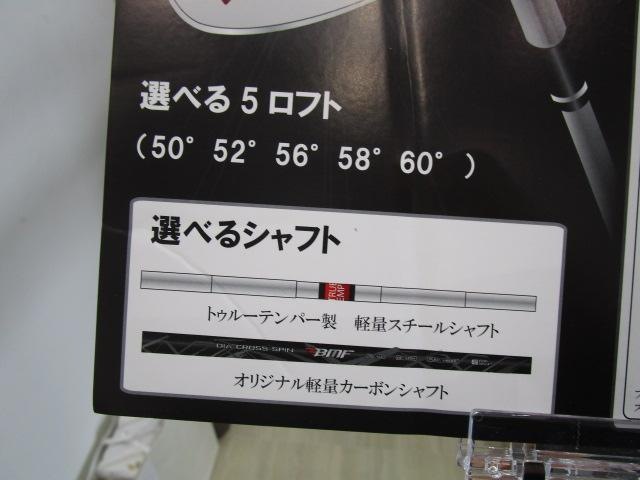 選べる5ロフト
(50° 52° 56° 58° 60° )
選べるシャフト
TRUE
TEMP
トゥルーテンパー製 軽量スチールシャフト
DIA CROSS SPIN BMF
オリジナル軽量カーボンシャフト